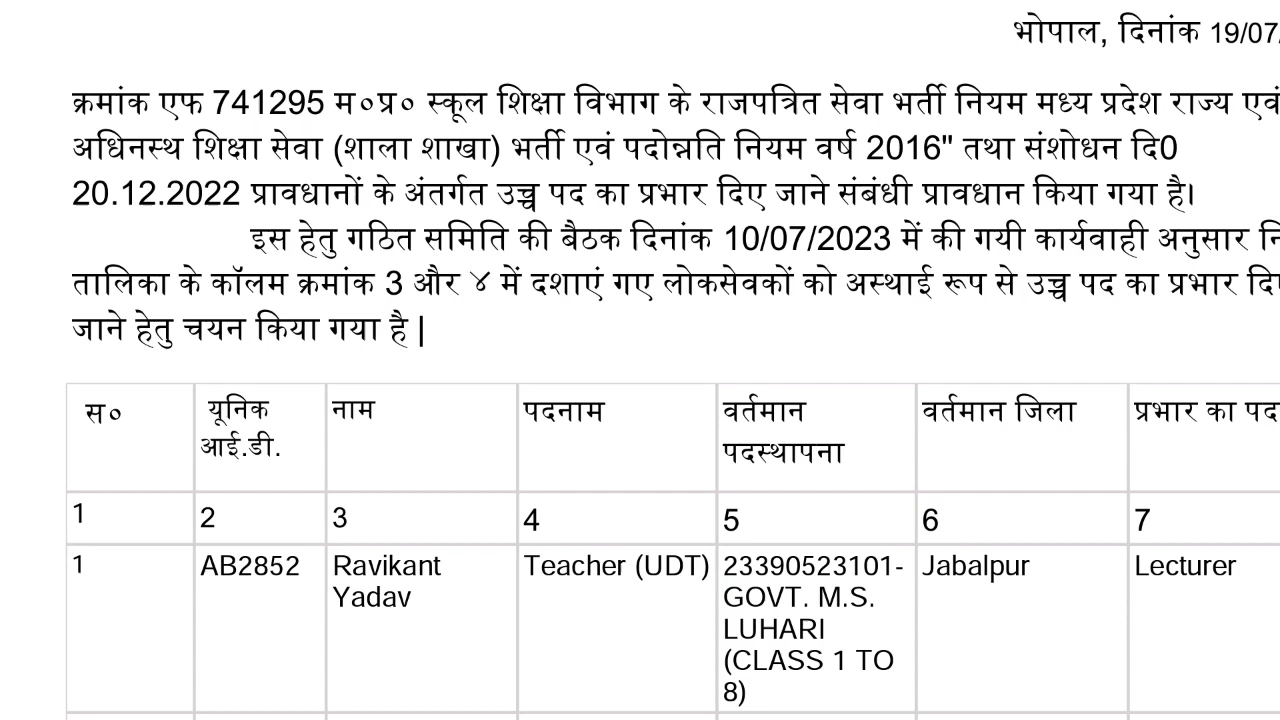 भोपाल, दिनांक 19/07/
क्रमांक एफ 741295 म०प्र० स्कूल शिक्षा विभाग के राजपत्रित सेवा भर्ती नियम मध्य प्रदेश राज्य एवं
अधिनस्थ शिक्षा सेवा (शाला शाखा) भर्ती एवं पदोन्नति नियम वर्ष 2016" तथा संशोधन दि0
20.12.2022 प्रावधानों के अंतर्गत उच्च पद का प्रभार दिए जाने संबंधी प्रावधान किया गया है।
इस हेतु गठित समिति की बैठक दिनांक 10/07/2023 में की गयी कार्यवाही अनुसार
तालिका के कॉलम क्रमांक 3 और ४ में दशाएं गए लोकसेवकों को अस्थाई रूप से उच्च पद का प्रभार
जाने हेतु चयन किया गया है |
स० यूनिक नाम पदनाम वर्तमान वर्तमान जिला प्रभार का पद
आई.डी. पदस्थापना
1 2 3 4 5 6 7
1 AB2852 Ravikant Teacher (UDT) 23390523101- Jabalpur Lecturer
Yadav GOVT. M.S.
LUHARI
(CLASS 1 TO
8)